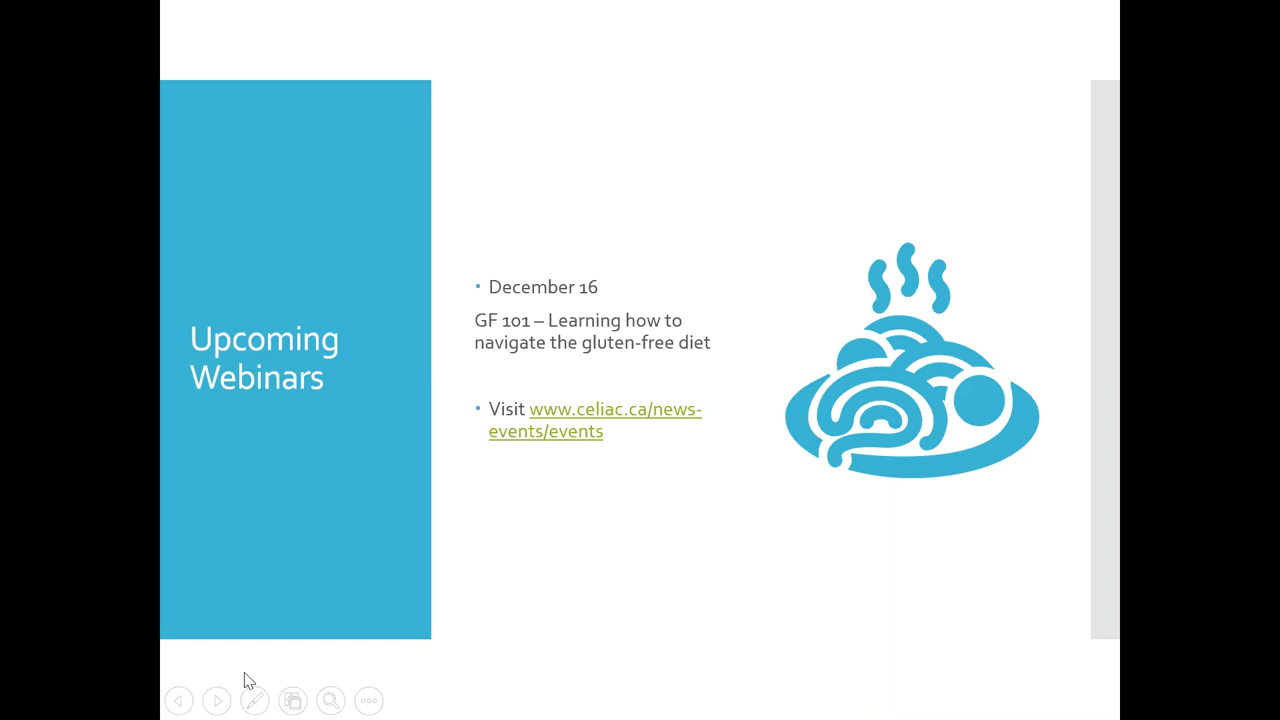 Upcoming
Webinars
• December 16
GF 101 – Learning how to
navigate the gluten-free diet
• Visit www.celiac.ca/news-
events/events